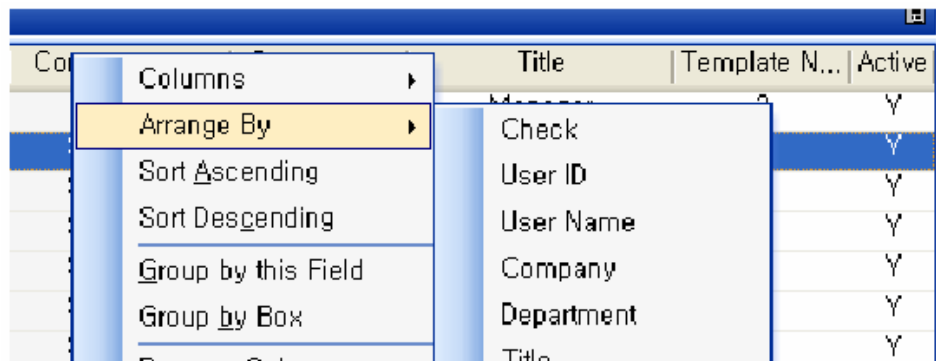 Title Template N... Active
Columns
Y
Arrange By
Check
Y
Sort Ascending
User ID
Y
Sort Descending
User Name
Y
Group by this Field
Company
Y
Group by Box
Department
Y
Title
Y